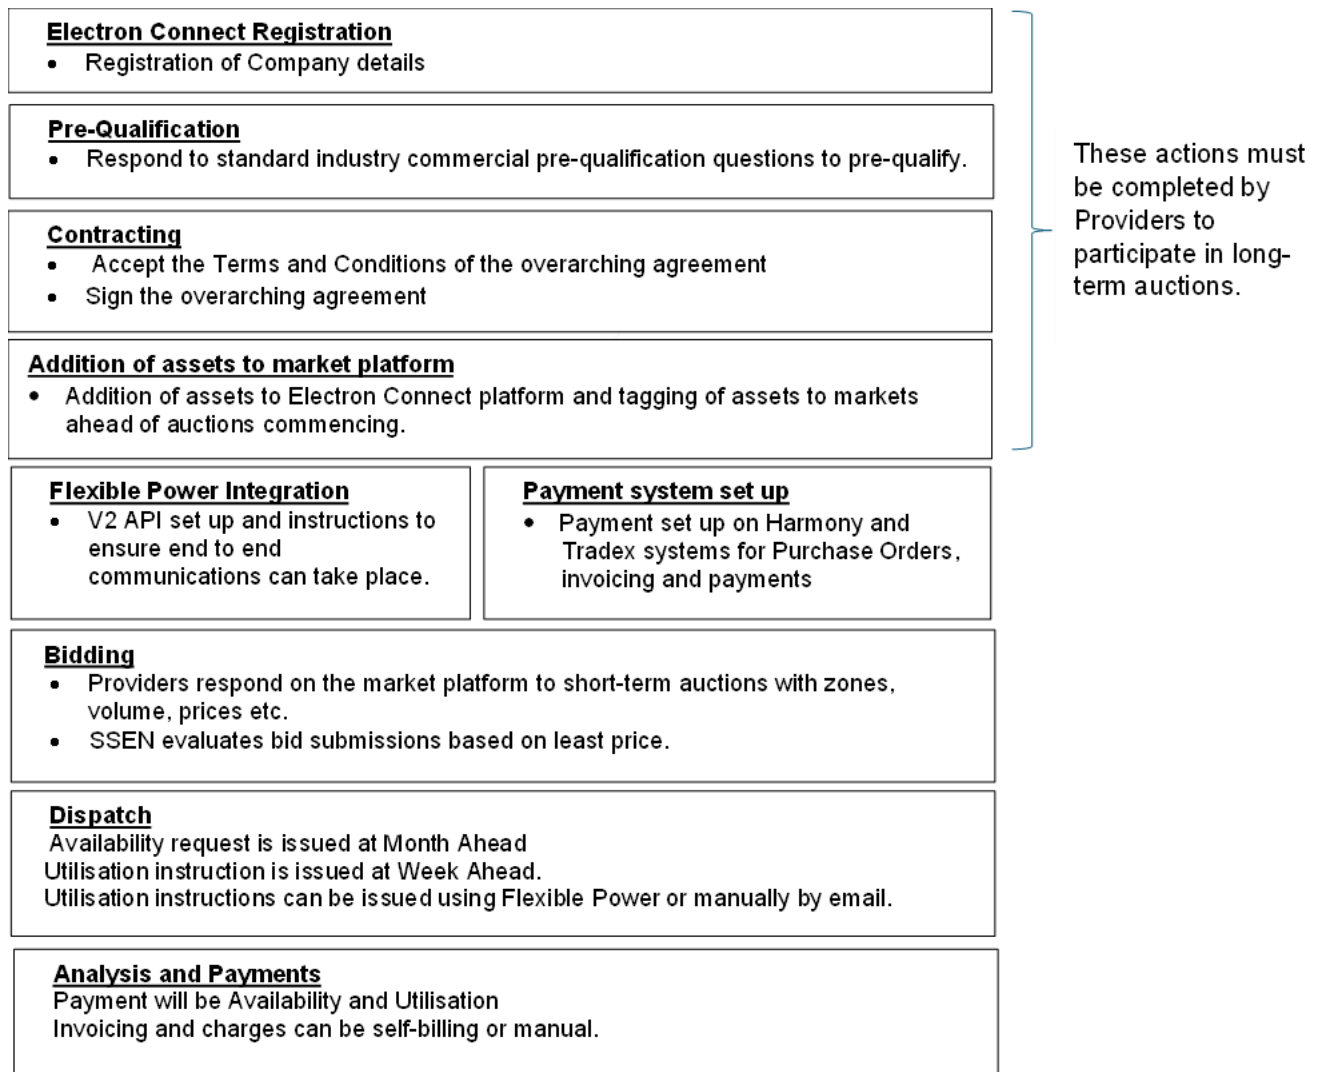 Electron Connect Registration
• Registration of Company details
Pre-Qualification
• Respond to standard industry commercial pre-qualification questions to pre-qualify.
Contracting
• Accept the Terms and Conditions of the overarching agreement
• Sign the overarching agreement
Addition of assets to market platform
• Addition of assets to Electron Connect platform and tagging of assets to markets
ahead of auctions commencing.
These actions must
be completed by
Providers to
participate in long-
term auctions.
Flexible Power Integration
• V2 API set up and instructions to
ensure end to end
communications can take place.
Payment system set up
• Payment set up on Harmony and
Tradex systems for Purchase Orders,
invoicing and payments
Bidding
• Providers respond on the market platform to short-term auctions with zones,
volume, prices etc.
• SSEN evaluates bid submissions based on least price.
Dispatch
Availability request is issued at Month Ahead
Utilisation instruction is issued at Week Ahead.
Utilisation instructions can be issued using Flexible Power or manually by email.
Analysis and Payments
Payment will be Availability and Utilisation
Invoicing and charges can be self-billing or manual.